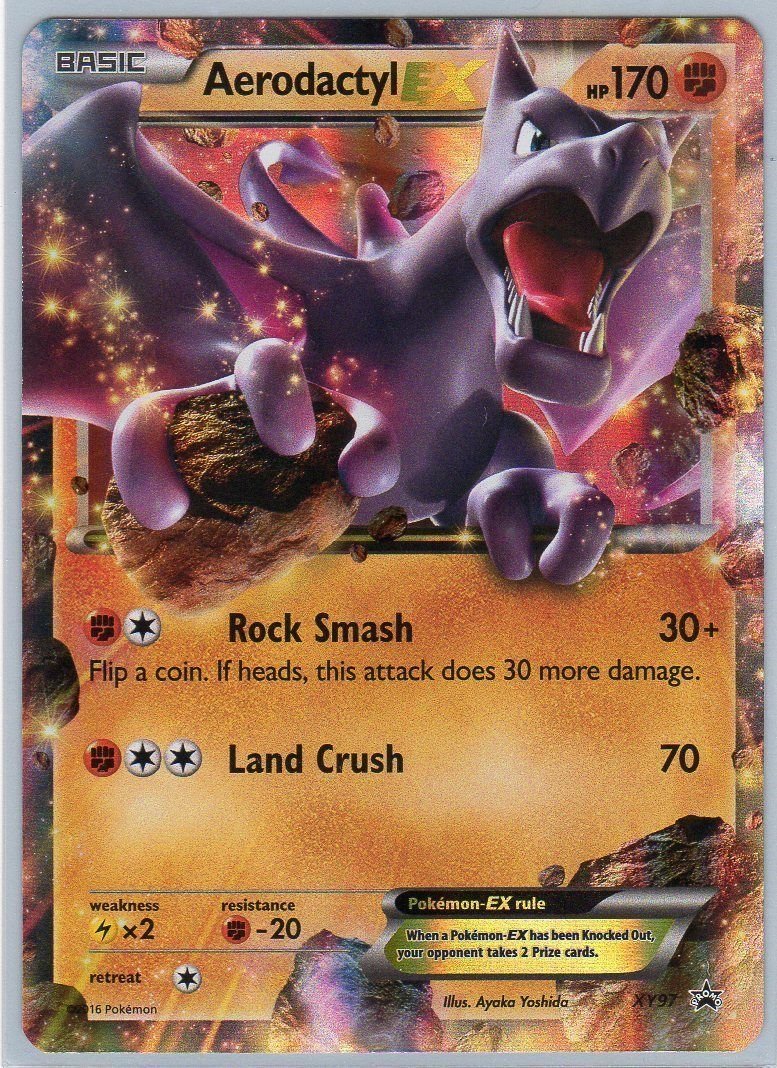 BASIC
Aerodactyl EX
HP170
Rock Smash 30+
Flip a coin. If heads, this attack does 30 more damage.
Land Crush 70
weakness
×2
resistance
-20
retreat
Pokémon-EX rule
When a Pokémon-EX has been Knocked Out,
your opponent takes 2 Prize cards.
©2016 Pokémon
Illus. Ayaka Yoshida
XY97
PROMO